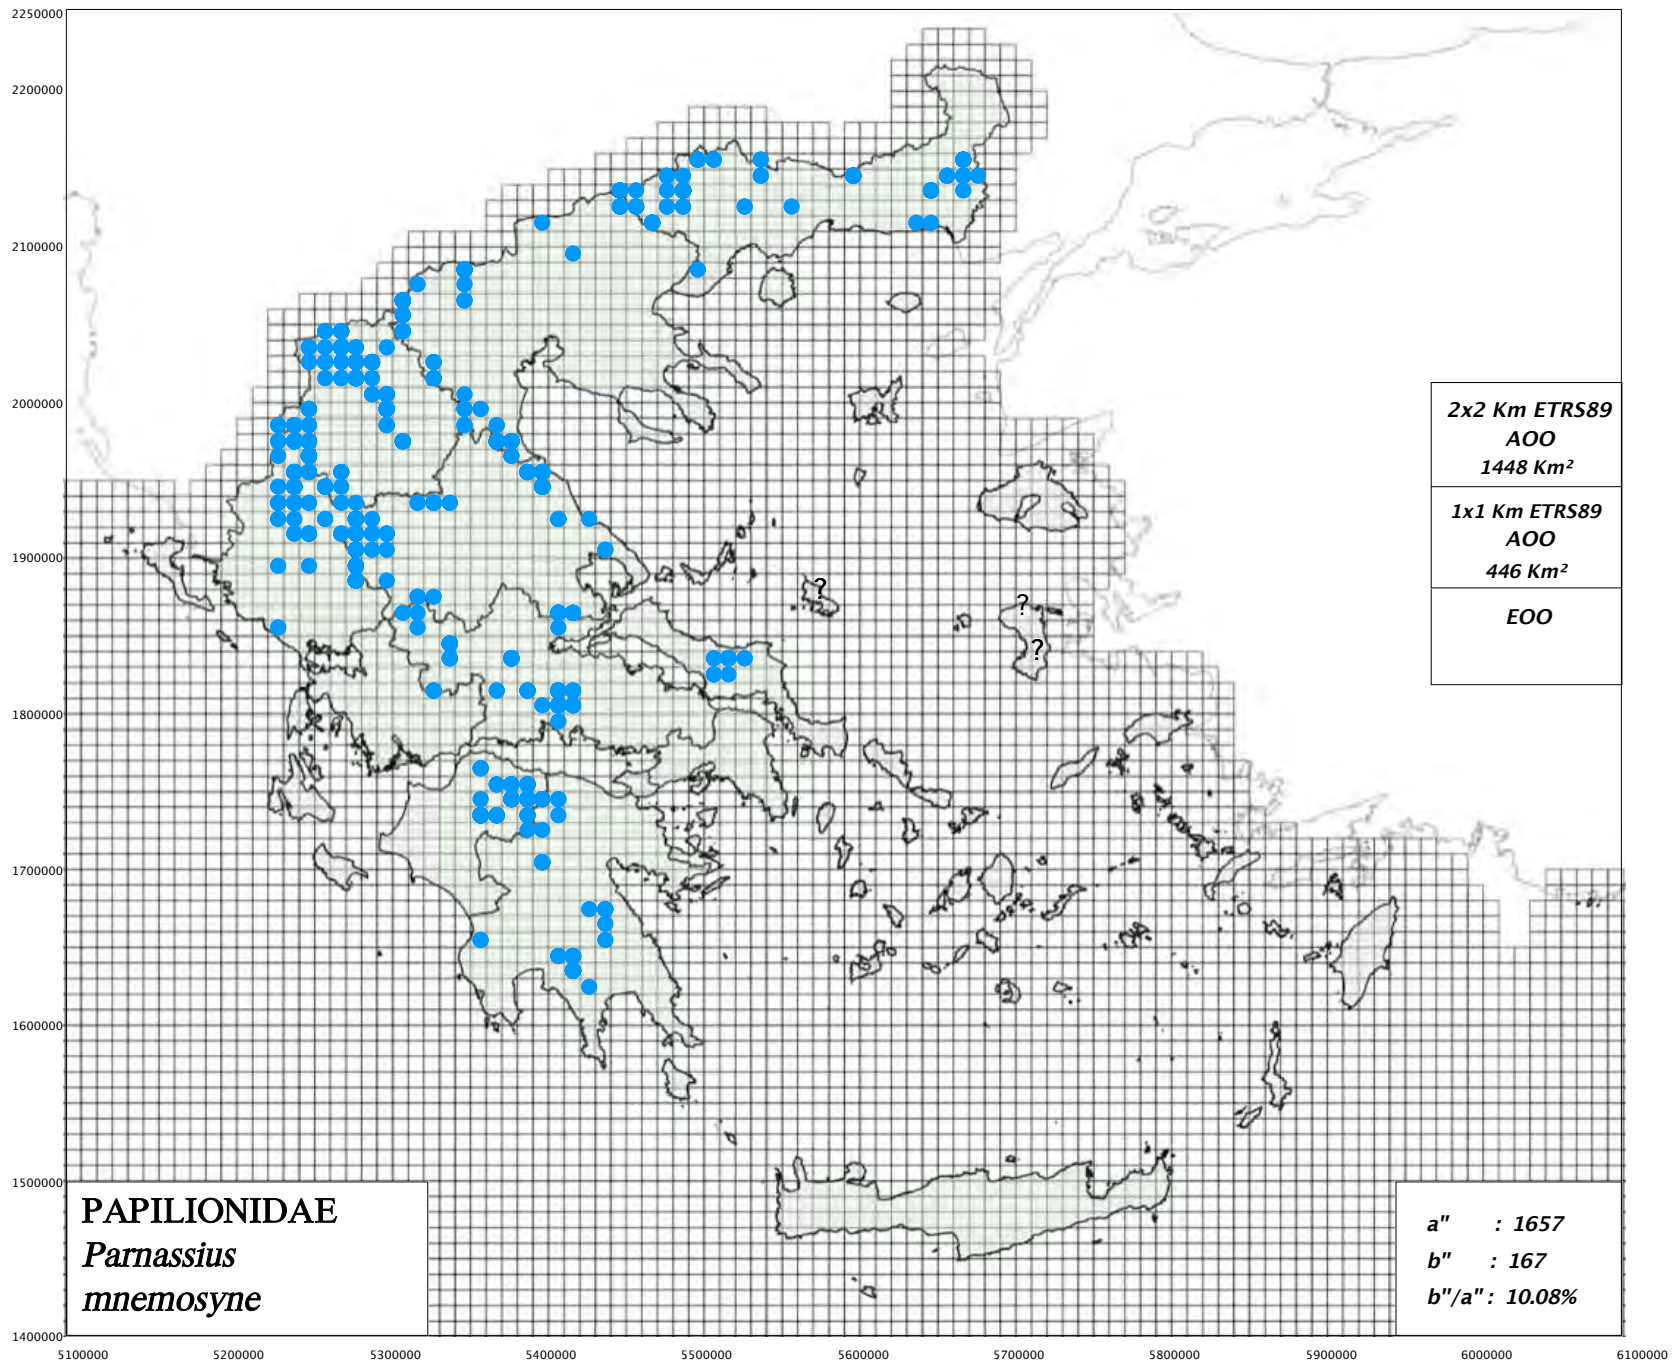 2250000
2200000
2100000
2000000
1900000
1800000
1700000
1600000
1500000
1400000
2x2 Km ETRS89
AOO
1448 Km²
1x1 Km ETRS89
AOO
446 Km²
EOO
?
?
?
PAPILIONIDAE
Parnassius
mnemosyne
a" : 1657
b" : 167
b"/a" : 10.08%
5100000 5200000 5300000 5400000 5500000 5600000 5700000 5800000 5900000 6000000 6100000